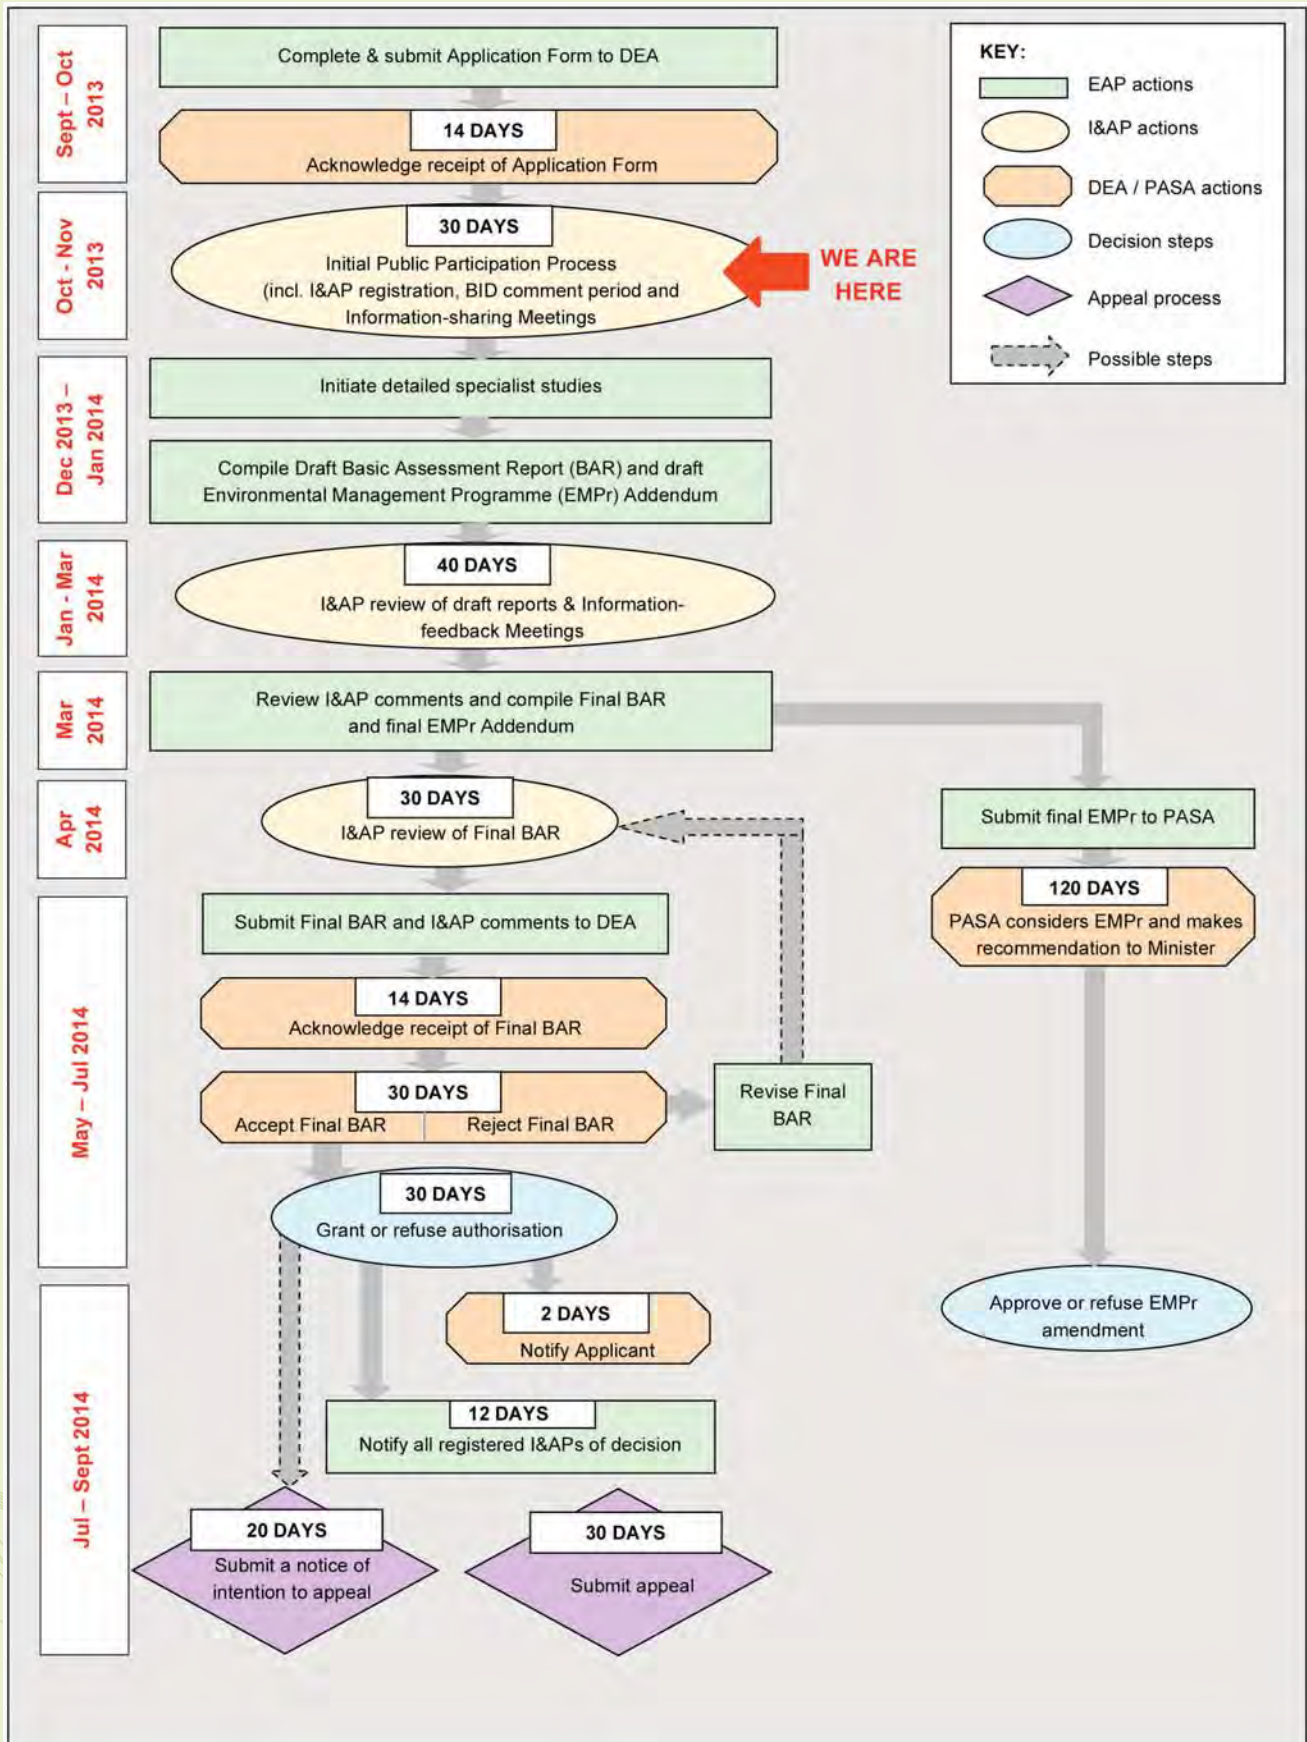 Sept – Oct
2013
Complete & submit Application Form to DEA
14 DAYS
Acknowledge receipt of Application Form
KEY:
EAP actions
I&AP actions
DEA / PASA actions
Decision steps
Appeal process
Possible steps
Oct - Nov
2013
30 DAYS
Initial Public Participation Process
(incl. I&AP registration, BID comment period and
Information-sharing Meetings
WE ARE
HERE
Dec 2013 –
Jan 2014
Initiate detailed specialist studies
Compile Draft Basic Assessment Report (BAR) and draft
Environmental Management Programme (EMPr) Addendum
Jan - Mar
2014
40 DAYS
I&AP review of draft reports & Information-
feedback Meetings
Mar
2014
Review I&AP comments and compile Final BAR
and final EMPr Addendum
Apr
2014
30 DAYS
I&AP review of Final BAR
Submit final EMPr to PASA
120 DAYS
PASA considers EMPr and makes
recommendation to Minister
May – Jul 2014
Submit Final BAR and I&AP comments to DEA
14 DAYS
Acknowledge receipt of Final BAR
30 DAYS
Accept Final BAR
Reject Final BAR
Revise Final
BAR
30 DAYS
Grant or refuse authorisation
Approve or refuse EMPr
amendment
Jul – Sept 2014
2 DAYS
Notify Applicant
12 DAYS
Notify all registered I&APs of decision
20 DAYS
Submit a notice of
intention to appeal
30 DAYS
Submit appeal